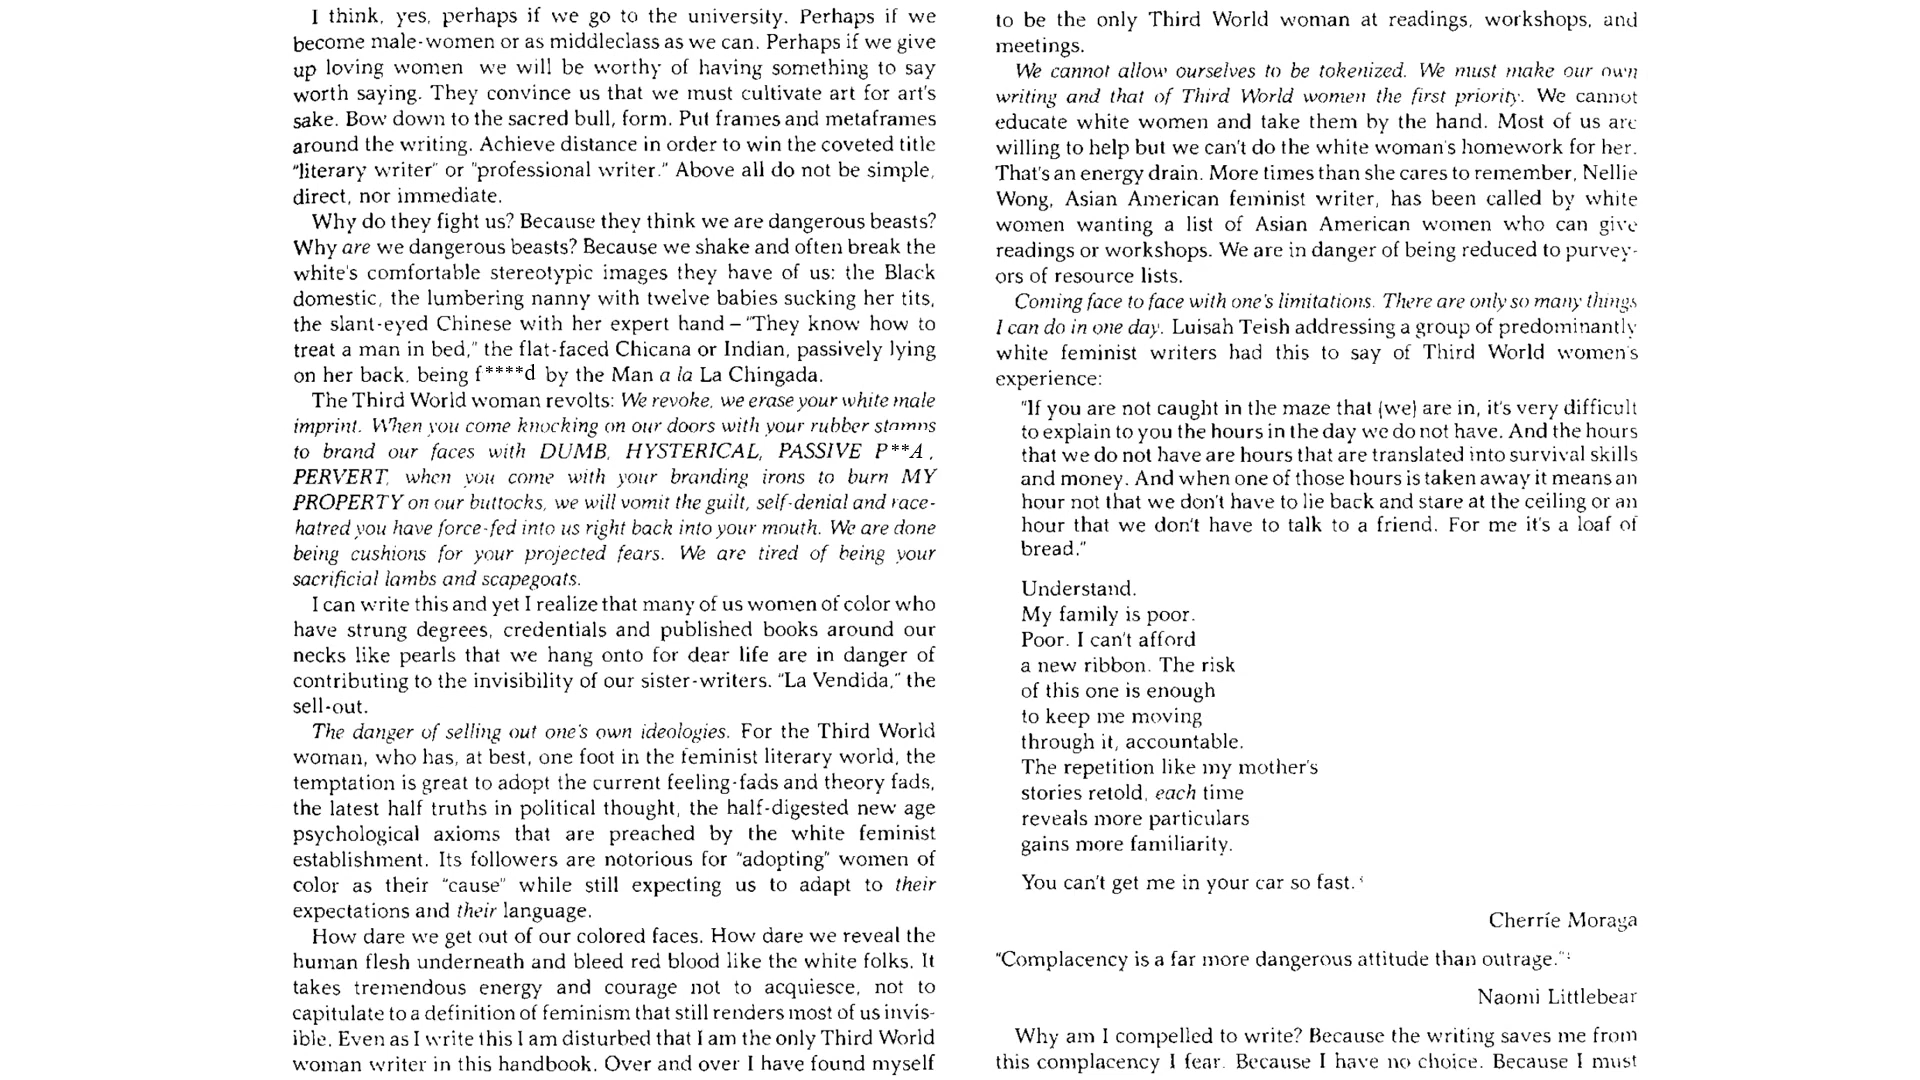 I think, yes, perhaps if we go to the university. Perhaps if we
become male-women or as middleclass as we can. Perhaps if we give
up loving women we will be worthy of having something to say
worth saying. They convince us that we must cultivate art for art's
sake. Bow down to the sacred bull, form. Put frames and metaframes
around the writing. Achieve distance in order to win the coveted title
"literary writer" or "professional writer." Above all do not be simple,
direct, nor immediate.
Why do they fight us? Because they think we are dangerous beasts?
Why are we dangerous beasts? Because we shake and often break the
white's comfortable stereotypic images they have of us: the Black
domestic, the lumbering nanny with twelve babies sucking her tits,
the slant-eyed Chinese with her expert hand – "They know how to
treat a man in bed," the flat-faced Chicana or Indian, passively lying
on her back, being f****d by the Man a la La Chingada.
The Third World woman revolts: We revoke, we erase your white male
imprint. When you come knocking on our doors with your rubber stamps
to brand our faces with DUMB, HYSTERICAL, PASSIVE P**A,
PERVERT, when you come with your branding irons to burn MY
PROPERTY on our buttocks, we will vomit the guilt, self-denial and race-
hatred you have force-fed into us right back into your mouth. We are done
being cushions for your projected fears. We are tired of being your
sacrificial lambs and scapegoats.
I can write this and yet I realize that many of us women of color who
have strung degrees, credentials and published books around our
necks like pearls that we hang onto for dear life are in danger of
contributing to the invisibility of our sister-writers. "La Vendida," the
sell-out.
The danger of selling out one's own ideologies. For the Third World
woman, who has, at best, one foot in the feminist literary world, the
temptation is great to adopt the current feeling-fads and theory fads,
the latest half truths in political thought, the half-digested new age
psychological axioms that are preached by the white feminist
establishment. Its followers are notorious for "adopting" women of
color as their "cause" while still expecting us to adapt to their
expectations and their language.
How dare we get out of our colored faces. How dare we reveal the
human flesh underneath and bleed red blood like the white folks. It
takes tremendous energy and courage not to acquiesce, not to
capitulate to a definition of feminism that still renders most of us invis-
ible. Even as I write this I am disturbed that I am the only Third World
woman writer in this handbook. Over and over I have found myself
to be the only Third World woman at readings, workshops, and
meetings.
We cannot allow ourselves to be tokenized. We must make our own
writing and that of Third World women the first priority. We cannot
educate white women and take them by the hand. Most of us are
willing to help but we can't do the white woman's homework for her.
That's an energy drain. More times than she cares to remember, Nellie
Wong, Asian American feminist writer, has been called by white
women wanting a list of Asian American women who can give
readings or workshops. We are in danger of being reduced to purvey-
ors of resource lists.
Coming face to face with one's limitations. There are only so many things
I can do in one day. Luisah Teish addressing a group of predominantly
white feminist writers had this to say of Third World women's
experience:
"If you are not caught in the maze that (we) are in, it's very difficult
to explain to you the hours in the day we do not have. And the hours
that we do not have are hours that are translated into survival skills
and money. And when one of those hours is taken away it means an
hour not that we don't have to lie back and stare at the ceiling or an
hour that we don't have to talk to a friend. For me it's a loaf of
bread."
Understand.
My family is poor.
Poor. I can't afford
a new ribbon. The risk
of this one is enough
to keep me moving
through it, accountable.
The repetition like my mother's
stories retold, each time
reveals more particulars
gains more familiarity.
You can't get me in your car so fast.
Cherríe Moraga
"Complacency is a far more dangerous attitude than outrage."
Naomi Littlebear
Why am I compelled to write? Because the writing saves me from
this complacency I fear. Because I have no choice. Because I must